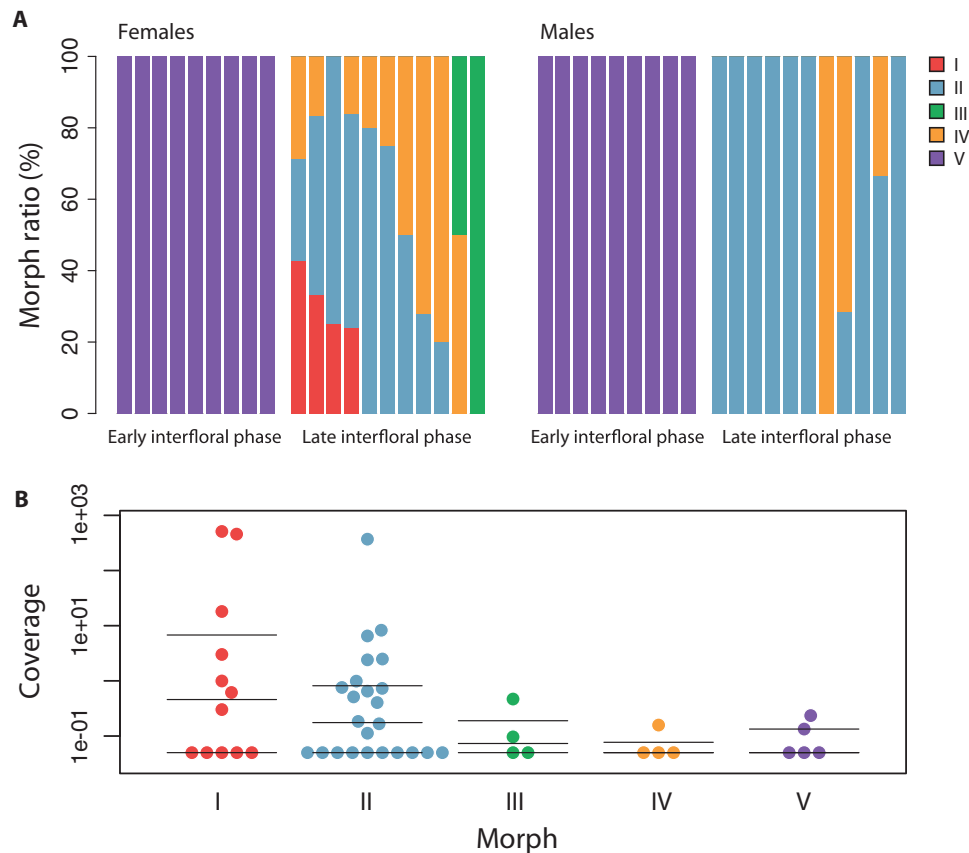 A
Females
Males
100
80
60
40
20
0
Morph ratio (%)
Early interfloral phase
Late interfloral phase
Early interfloral phase
Late interfloral phase
I
II
III
IV
V
B
1e+03
1e+01
1e-01
Coverage
I
II
III
IV
V
Morph